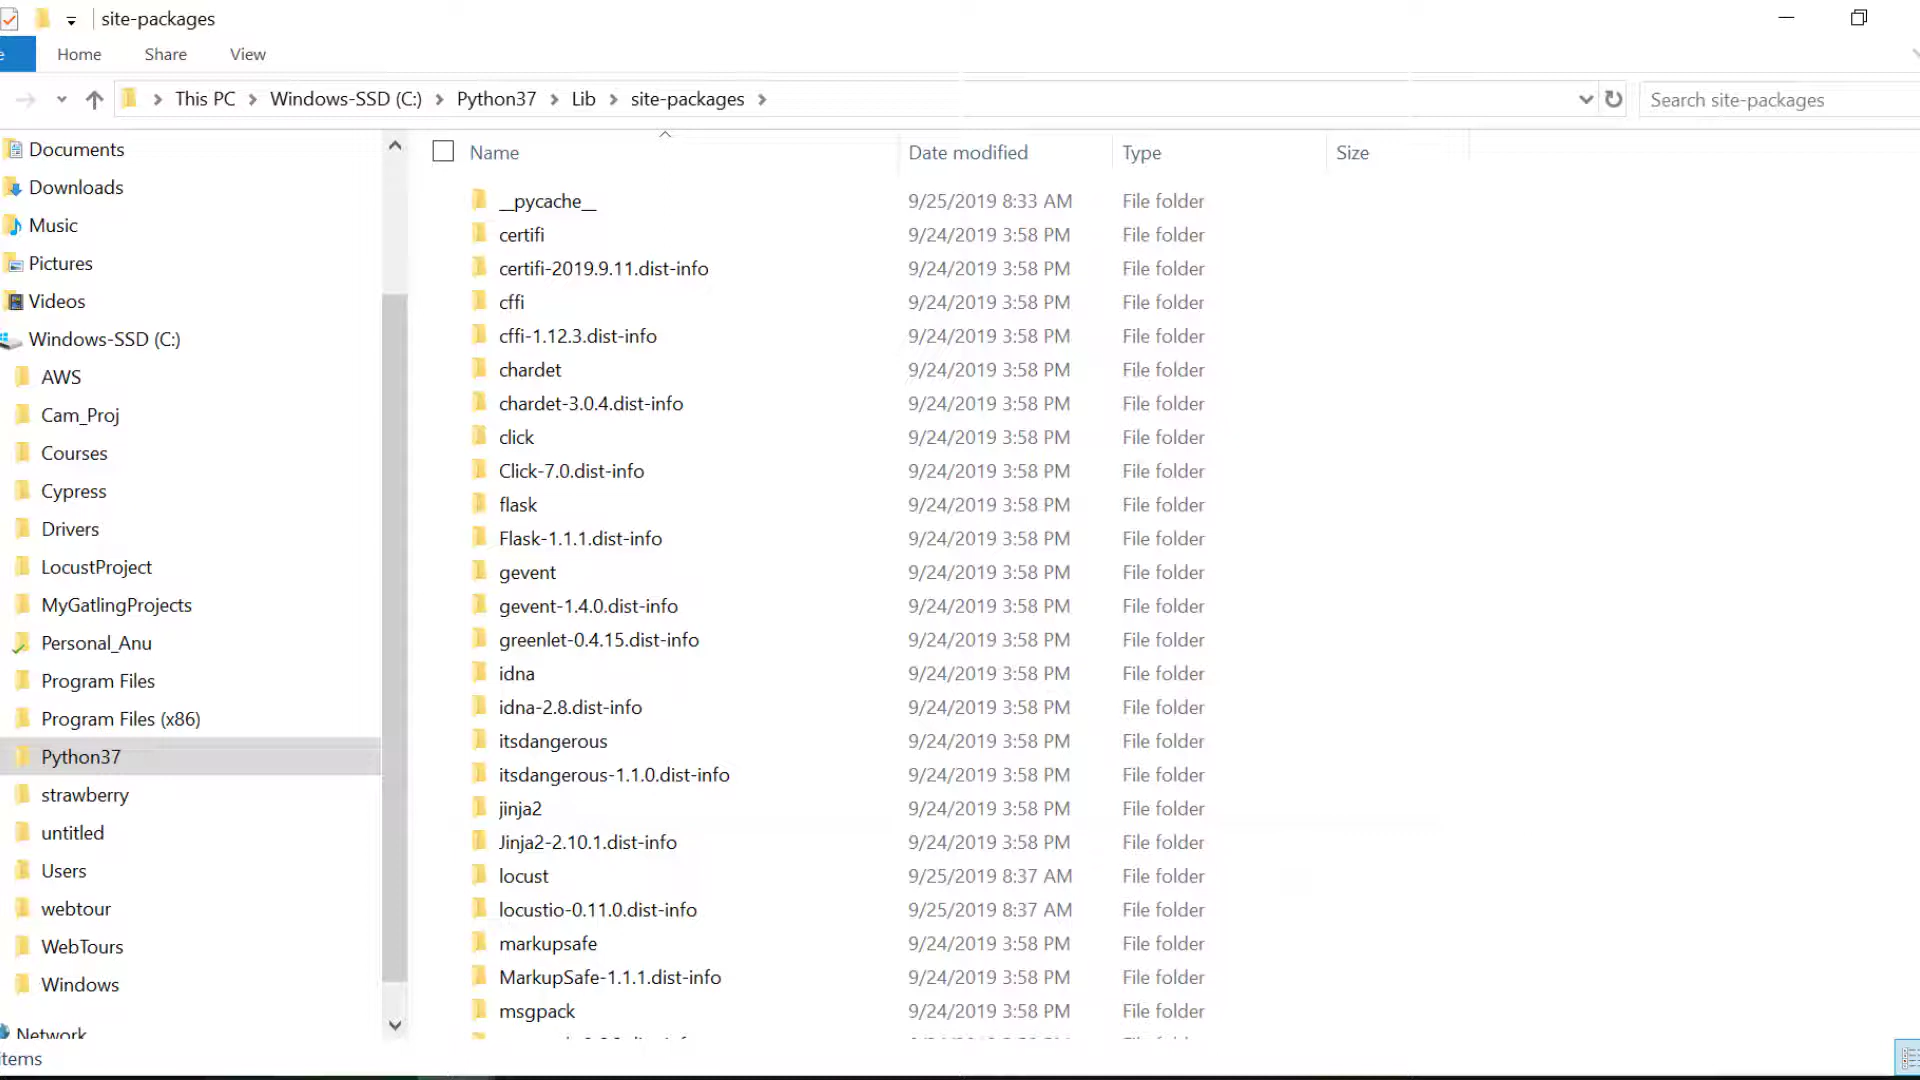 site-packages
Home Share View
This PC Windows-SSD (C:) Python37 Lib site-packages
Search site-packages
Documents
Downloads
Music
Pictures
Videos
Windows-SSD (C:)
AWS
Cam_Proj
Courses
Cypress
Drivers
LocustProject
MyGatlingProjects
Personal_Anu
Program Files
Program Files (x86)
Python37
strawberry
untitled
Users
webtour
WebTours
Windows
Network
Name Date modified Type Size
__pycache__ 9/25/2019 8:33 AM File folder
certifi 9/24/2019 3:58 PM File folder
certifi-2019.9.11.dist-info 9/24/2019 3:58 PM File folder
cffi 9/24/2019 3:58 PM File folder
cffi-1.12.3.dist-info 9/24/2019 3:58 PM File folder
chardet 9/24/2019 3:58 PM File folder
chardet-3.0.4.dist-info 9/24/2019 3:58 PM File folder
click 9/24/2019 3:58 PM File folder
Click-7.0.dist-info 9/24/2019 3:58 PM File folder
flask 9/24/2019 3:58 PM File folder
Flask-1.1.1.dist-info 9/24/2019 3:58 PM File folder
gevent 9/24/2019 3:58 PM File folder
gevent-1.4.0.dist-info 9/24/2019 3:58 PM File folder
greenlet-0.4.15.dist-info 9/24/2019 3:58 PM File folder
idna 9/24/2019 3:58 PM File folder
idna-2.8.dist-info 9/24/2019 3:58 PM File folder
itsdangerous 9/24/2019 3:58 PM File folder
itsdangerous-1.1.0.dist-info 9/24/2019 3:58 PM File folder
jinja2 9/24/2019 3:58 PM File folder
Jinja2-2.10.1.dist-info 9/24/2019 3:58 PM File folder
locust 9/25/2019 8:37 AM File folder
locustio-0.11.0.dist-info 9/25/2019 8:37 AM File folder
markupsafe 9/24/2019 3:58 PM File folder
MarkupSafe-1.1.1.dist-info 9/24/2019 3:58 PM File folder
msgpack 9/24/2019 3:58 PM File folder
items